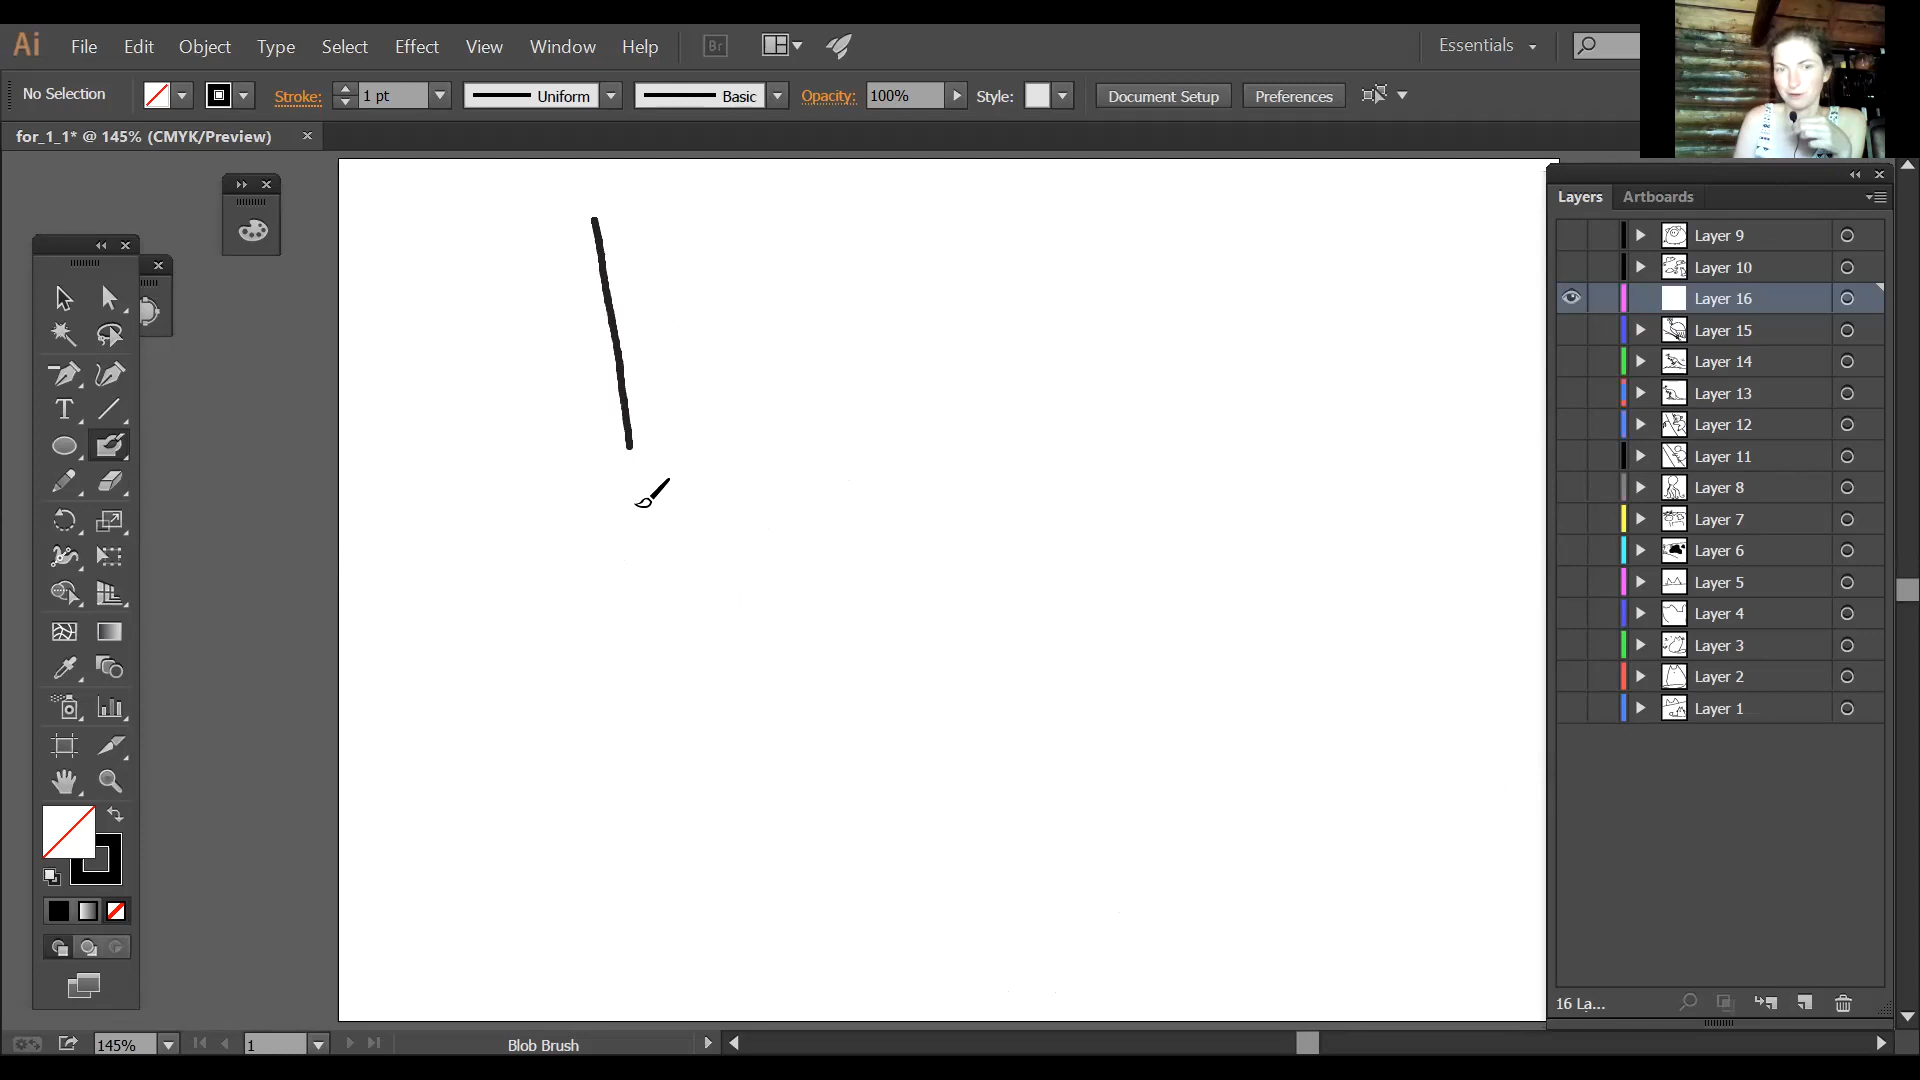 Ai File Edit Object Type Select Effect View Window Help Br Essentials
No Selection Stroke: 1 pt Uniform Basic Opacity: 100% Style: Document Setup Preferences
for_1_1* @ 145% (CMYK/Preview)
Layers Artboards
Layer 9
Layer 10
Layer 16
Layer 15
Layer 14
Layer 13
Layer 12
Layer 11
Layer 8
Layer 7
Layer 6
Layer 5
Layer 4
Layer 3
Layer 2
Layer 1
T
16 La...
145% 1 Blob Brush